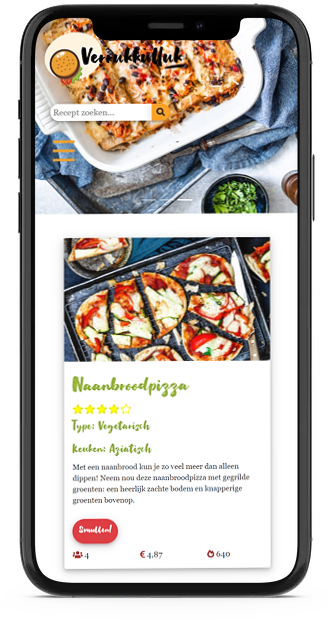 Verrukkulluk
Recept zoeken....
Naanbroodpizza
Type: Vegetarisch
Keuken: Aziatisch
Met een naanbrood kun je zo veel meer dan alleen
dippen! Neem nou deze naanbroodpizza met gegrilde
groenten: een heerlijk zachte bodem en knapperige
groenten bovenop.
Smullen!
4 € 4,87 640